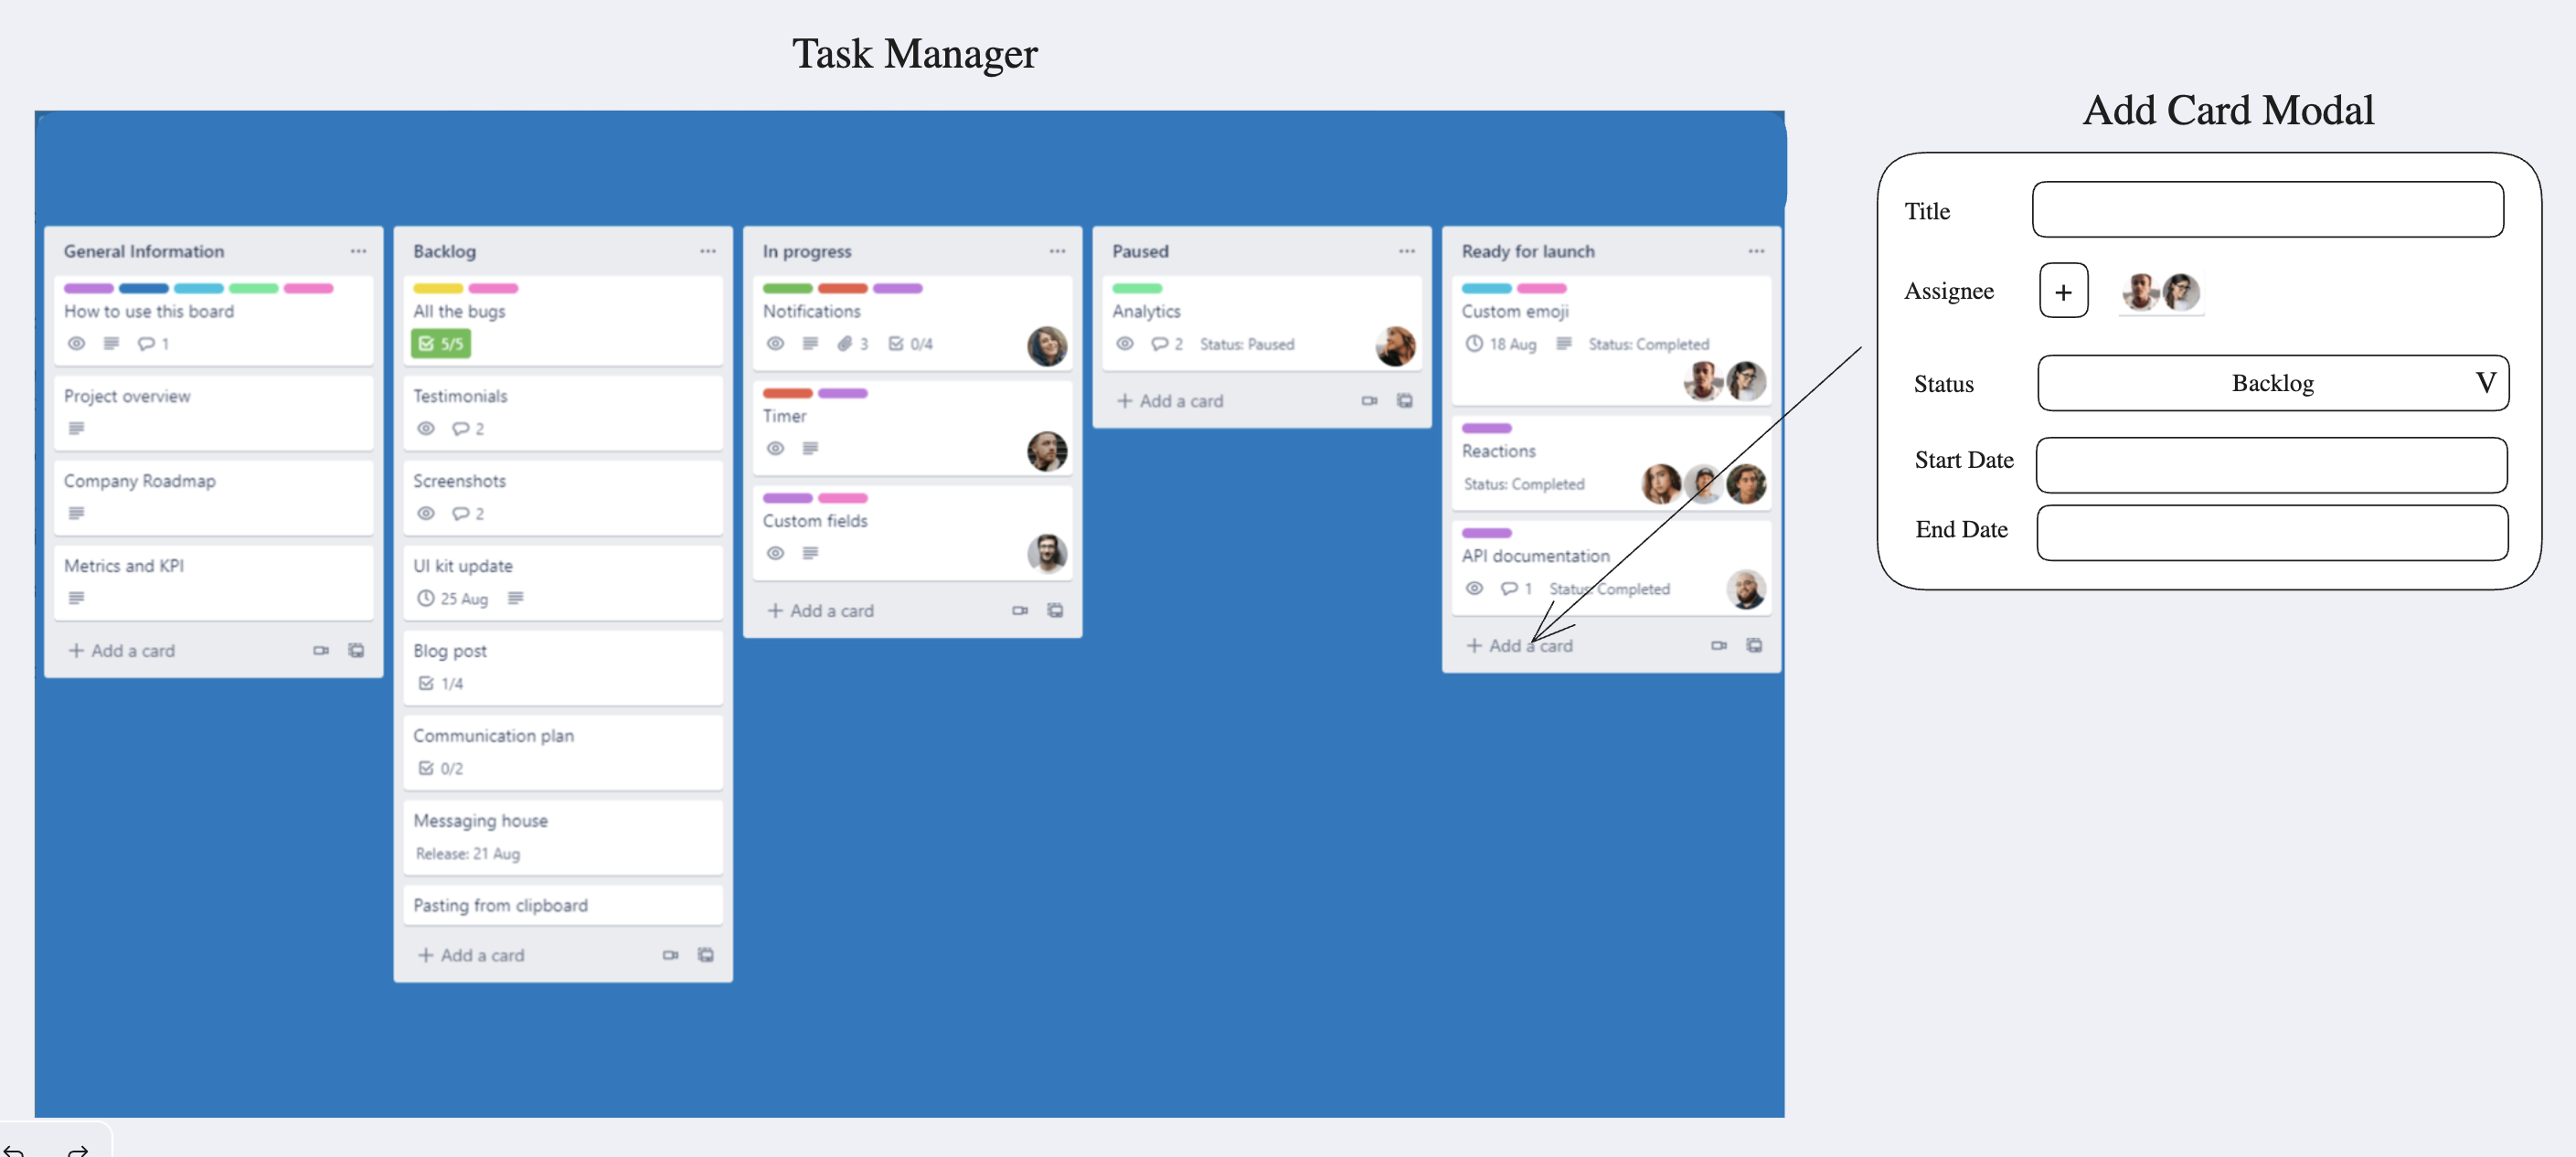 Task Manager
General Information
How to use this board
1
Project overview
Company Roadmap
Metrics and KPI
+ Add a card
Backlog
All the bugs
5/5
Testimonials
2
Screenshots
2
UI kit update
25 Aug
Blog post
1/4
Communication plan
0/2
Messaging house
Release: 21 Aug
Pasting from clipboard
+ Add a card
In progress
Notifications
3 0/4
Timer
Custom fields
+ Add a card
Paused
Analytics
2 Status: Paused
+ Add a card
Ready for launch
Custom emoji
18 Aug Status: Completed
Reactions
Status: Completed
API documentation
1 Status: Completed
+ Add a card
Add Card Modal
Title
Assignee +
Status Backlog V
Start Date
End Date